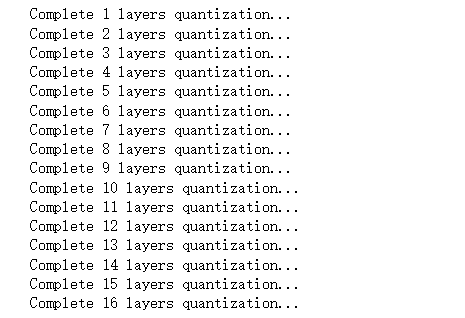 Complete 1 layers quantization...
Complete 2 layers quantization...
Complete 3 layers quantization...
Complete 4 layers quantization...
Complete 5 layers quantization...
Complete 6 layers quantization...
Complete 7 layers quantization...
Complete 8 layers quantization...
Complete 9 layers quantization...
Complete 10 layers quantization...
Complete 11 layers quantization...
Complete 12 layers quantization...
Complete 13 layers quantization...
Complete 14 layers quantization...
Complete 15 layers quantization...
Complete 16 layers quantization...